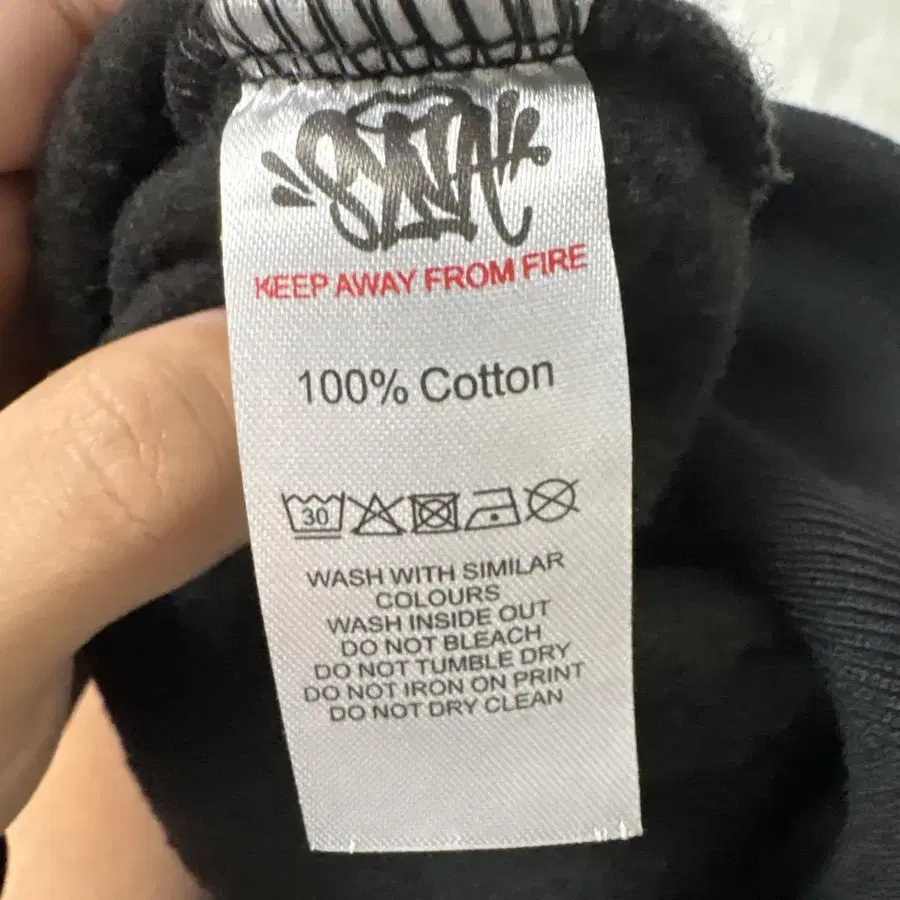 SYNA
KEEP AWAY FROM FIRE
100% Cotton
30
WASH WITH SIMILAR
COLOURS
WASH INSIDE OUT
DO NOT BLEACH
DO NOT TUMBLE DRY
DO NOT IRON ON PRINT
DO NOT DRY CLEAN